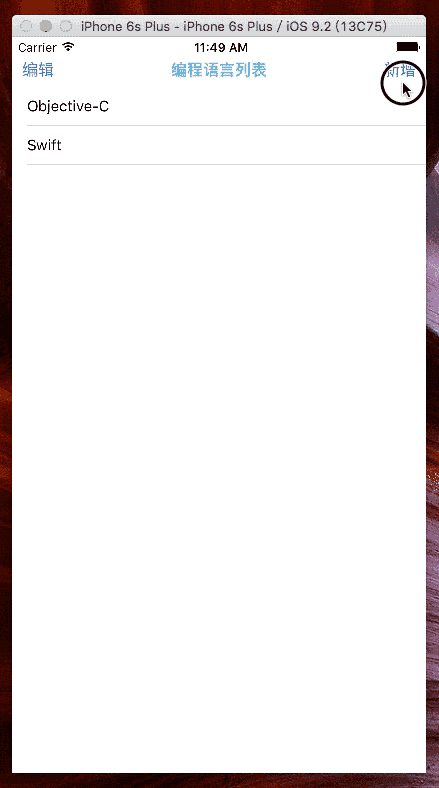 iPhone 6s Plus - iPhone 6s Plus / iOS 9.2 (13C75)
Carrier 11:49 AM
编辑 编程语言列表 新增
Objective-C
Swift